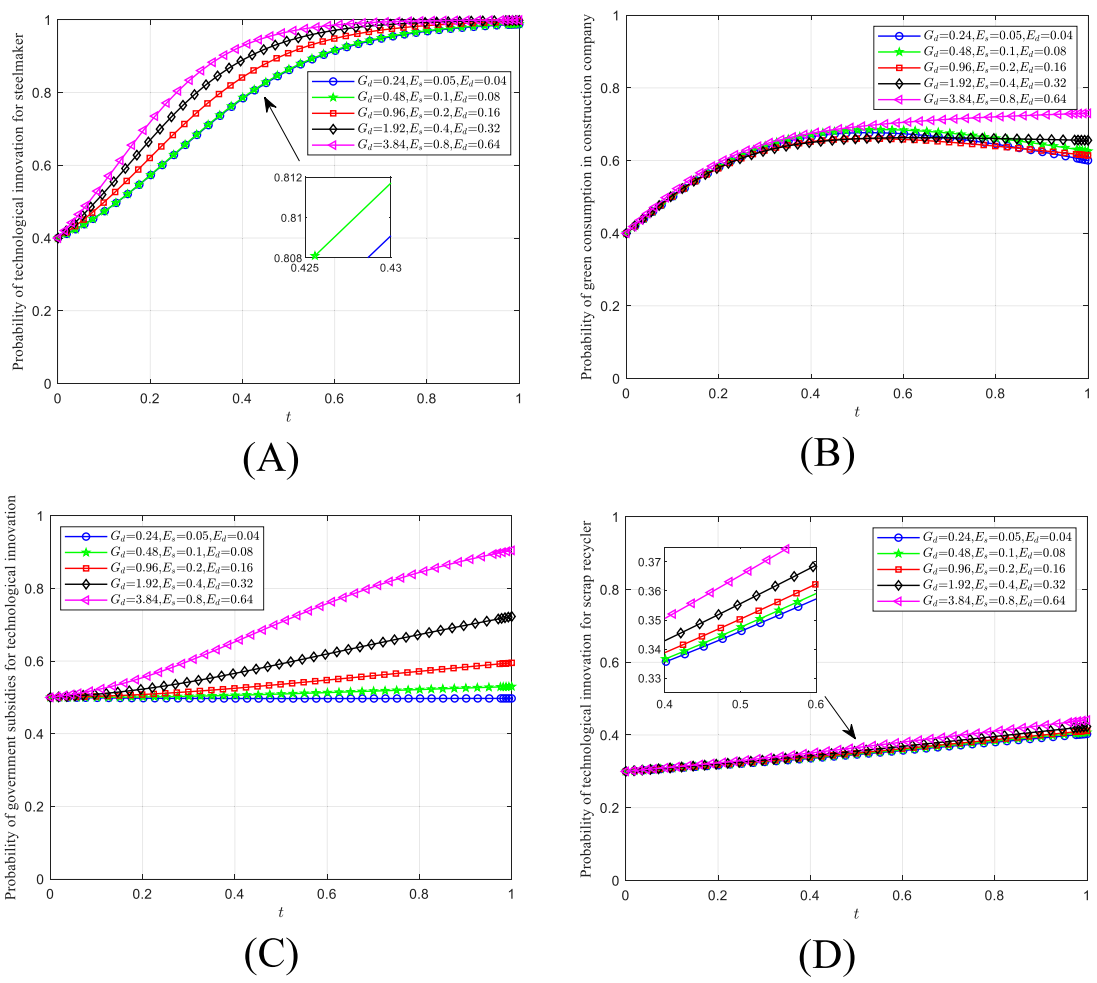 Probability of technological innovation for steelmaker
1
0.8
0.6
0.4
0.2
0
G_d=0.24,E_s=0.05,E_d=0.04
G_d=0.48,E_s=0.1,E_d=0.08
G_d=0.96,E_s=0.2,E_d=0.16
G_d=1.92,E_s=0.4,E_d=0.32
G_d=3.84,E_s=0.8,E_d=0.64
0.812
0.81
0.808
0.425 0.43
0 0.2 0.4 0.6 0.8 1
t
(A)
Probability of green consumption in construction company
1
0.8
0.6
0.4
0.2
0
G_d=0.24,E_s=0.05,E_d=0.04
G_d=0.48,E_s=0.1,E_d=0.08
G_d=0.96,E_s=0.2,E_d=0.16
G_d=1.92,E_s=0.4,E_d=0.32
G_d=3.84,E_s=0.8,E_d=0.64
0 0.2 0.4 0.6 0.8 1
t
(B)
Probability of government subsidies for technological innovation
1
0.8
0.6
0.4
0.2
0
G_d=0.24,E_s=0.05,E_d=0.04
G_d=0.48,E_s=0.1,E_d=0.08
G_d=0.96,E_s=0.2,E_d=0.16
G_d=1.92,E_s=0.4,E_d=0.32
G_d=3.84,E_s=0.8,E_d=0.64
0 0.2 0.4 0.6 0.8 1
t
(C)
Probability of technological innovation for scrap recycler
1
0.8
0.6
0.4
0.2
0
G_d=0.24,E_s=0.05,E_d=0.04
G_d=0.48,E_s=0.1,E_d=0.08
G_d=0.96,E_s=0.2,E_d=0.16
G_d=1.92,E_s=0.4,E_d=0.32
G_d=3.84,E_s=0.8,E_d=0.64
0.37
0.36
0.35
0.34
0.33
0.4 0.5 0.6
0 0.2 0.4 0.6 0.8 1
t
(D)